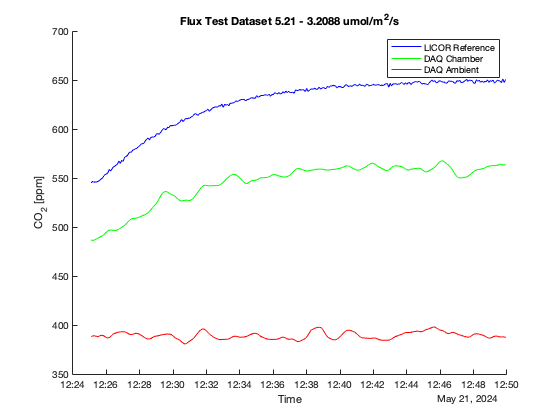 Flux Test Dataset 5.21 - 3.2088 umol/m²/s
LICOR Reference
DAQ Chamber
DAQ Ambient
700
650
600
550
500
450
400
350
CO₂ [ppm]
12:24 12:26 12:28 12:30 12:32 12:34 12:36 12:38 12:40 12:42 12:44 12:46 12:48 12:50
Time
May 21, 2024